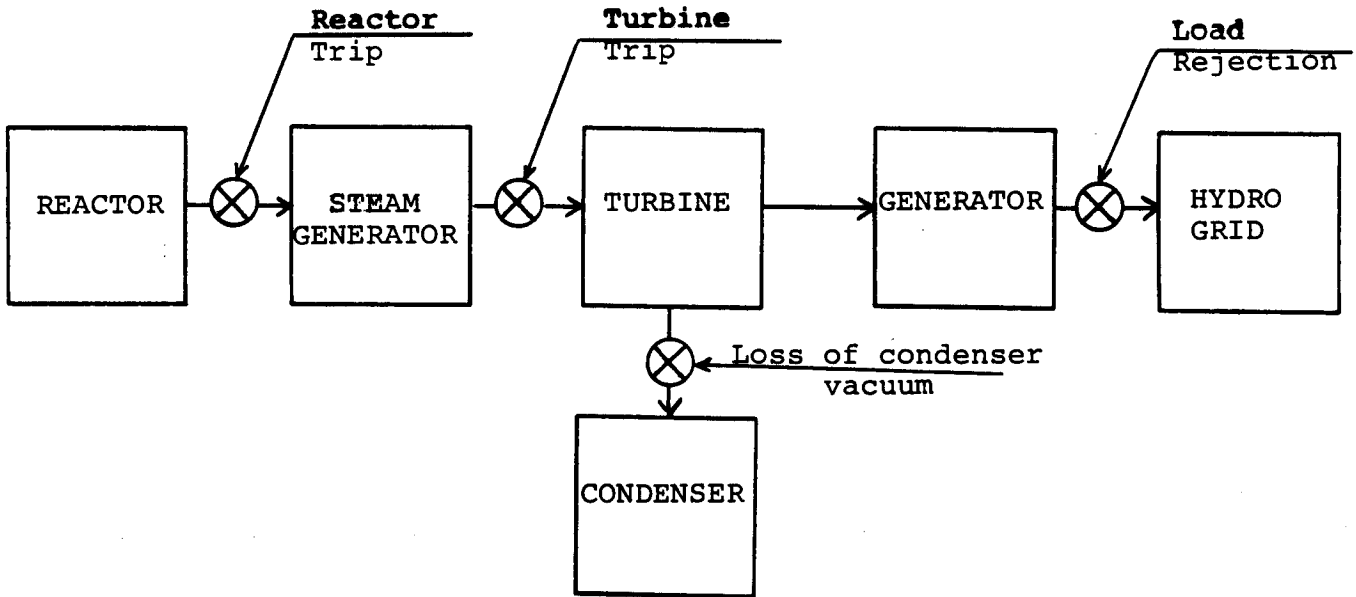 Reactor
Trip
Turbine
Trip
Load
Rejection
REACTOR
STEAM
GENERATOR
TURBINE
GENERATOR
HYDRO
GRID
Loss of condenser
vacuum
CONDENSER